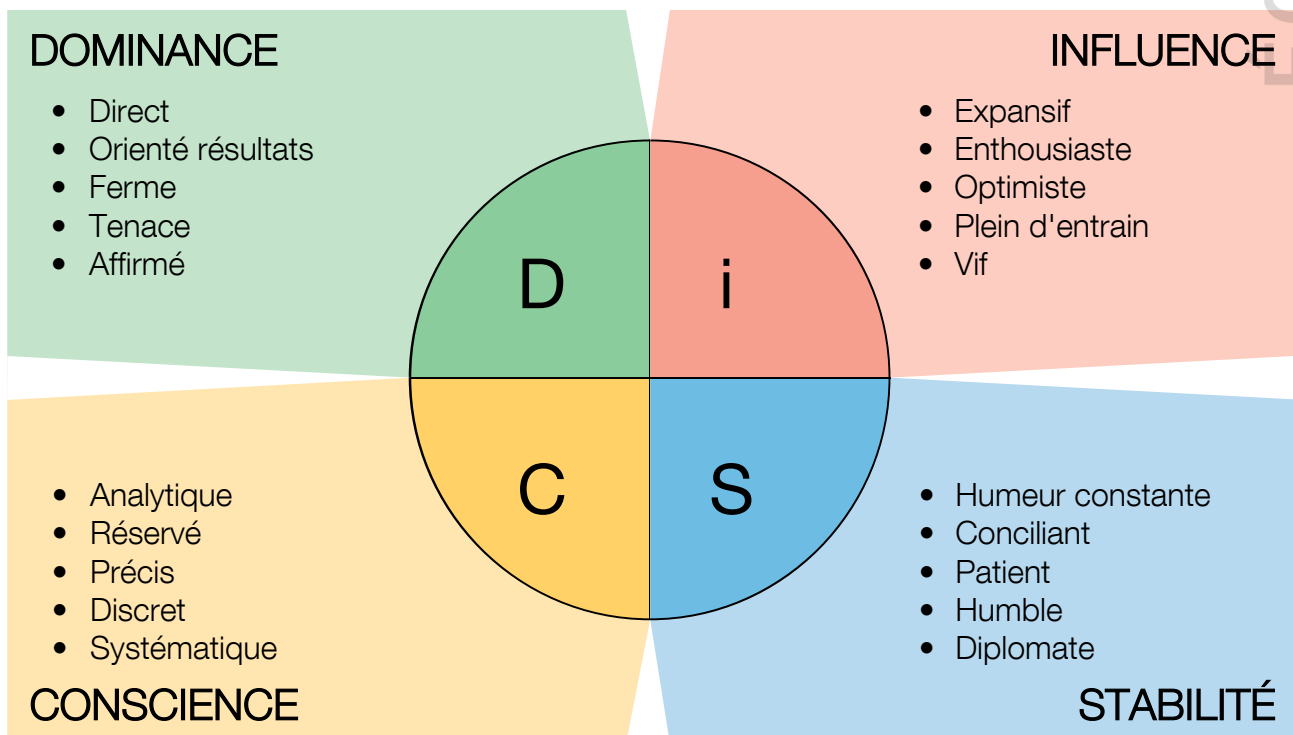 DOMINANCE
• Direct
• Orienté résultats
• Ferme
• Tenace
• Affirmé
INFLUENCE
• Expansif
• Enthousiaste
• Optimiste
• Plein d'entrain
• Vif
D
i
C
S
• Analytique
• Réservé
• Précis
• Discret
• Systématique
CONSCIENCE
• Humeur constante
• Conciliant
• Patient
• Humble
• Diplomate
STABILITÉ